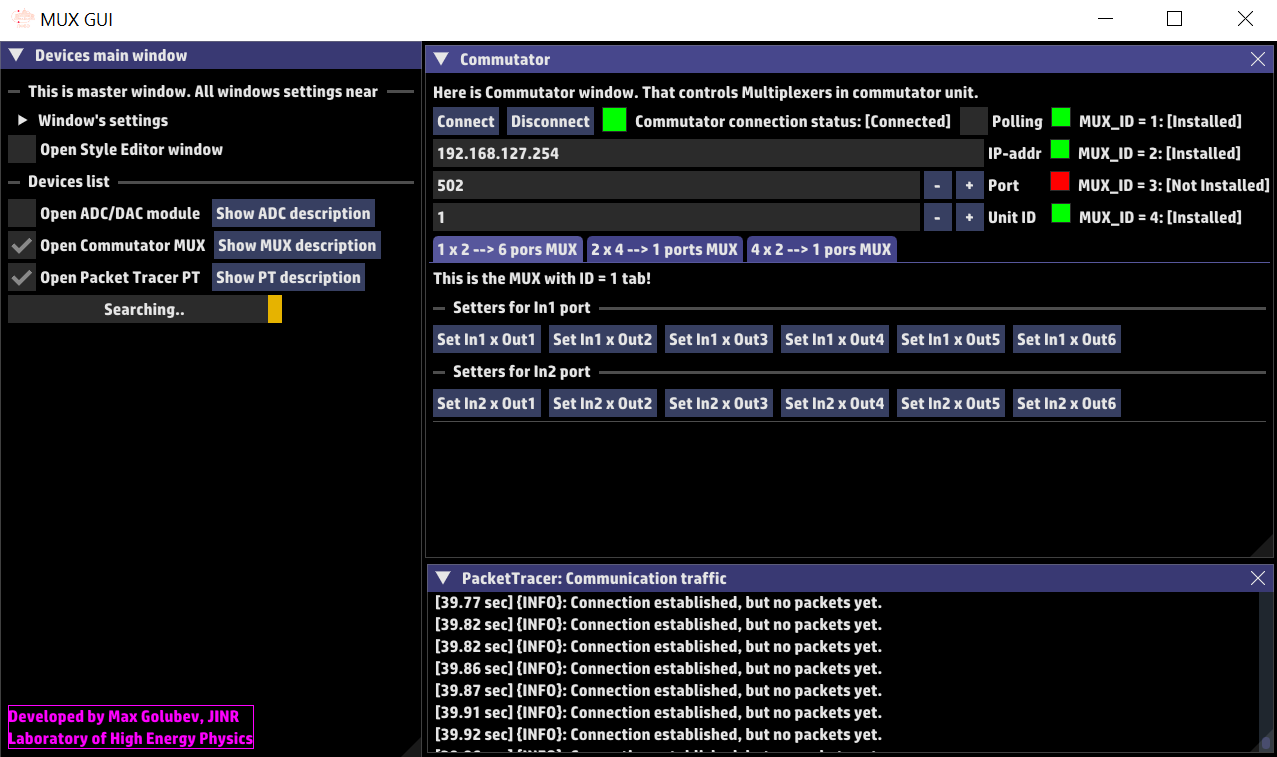 MUX GUI
Devices main window
This is master window. All windows settings near
Window's settings
Open Style Editor window
Devices list
Open ADC/DAC module Show ADC description
Open Commutator MUX Show MUX description
Open Packet Tracer PT Show PT description
Searching..
Developed by Max Golubev, JINR
Laboratory of High Energy Physics
Commutator
Here is Commutator window. That controls Multiplexers in commutator unit.
Connect Disconnect Commutator connection status: [Connected] Polling MUX_ID = 1: [Installed]
192.168.127.254 IP-addr MUX_ID = 2: [Installed]
502 - + Port MUX_ID = 3: [Not Installed]
1 - + Unit ID MUX_ID = 4: [Installed]
1 x 2 --> 6 pors MUX 2 x 4 --> 1 ports MUX 4 x 2 --> 1 pors MUX
This is the MUX with ID = 1 tab!
Setters for In1 port
Set In1 x Out1 Set In1 x Out2 Set In1 x Out3 Set In1 x Out4 Set In1 x Out5 Set In1 x Out6
Setters for In2 port
Set In2 x Out1 Set In2 x Out2 Set In2 x Out3 Set In2 x Out4 Set In2 x Out5 Set In2 x Out6
PacketTracer: Communication traffic
[39.77 sec] {INFO}: Connection established, but no packets yet.
[39.82 sec] {INFO}: Connection established, but no packets yet.
[39.82 sec] {INFO}: Connection established, but no packets yet.
[39.86 sec] {INFO}: Connection established, but no packets yet.
[39.87 sec] {INFO}: Connection established, but no packets yet.
[39.91 sec] {INFO}: Connection established, but no packets yet.
[39.92 sec] {INFO}: Connection established, but no packets yet.